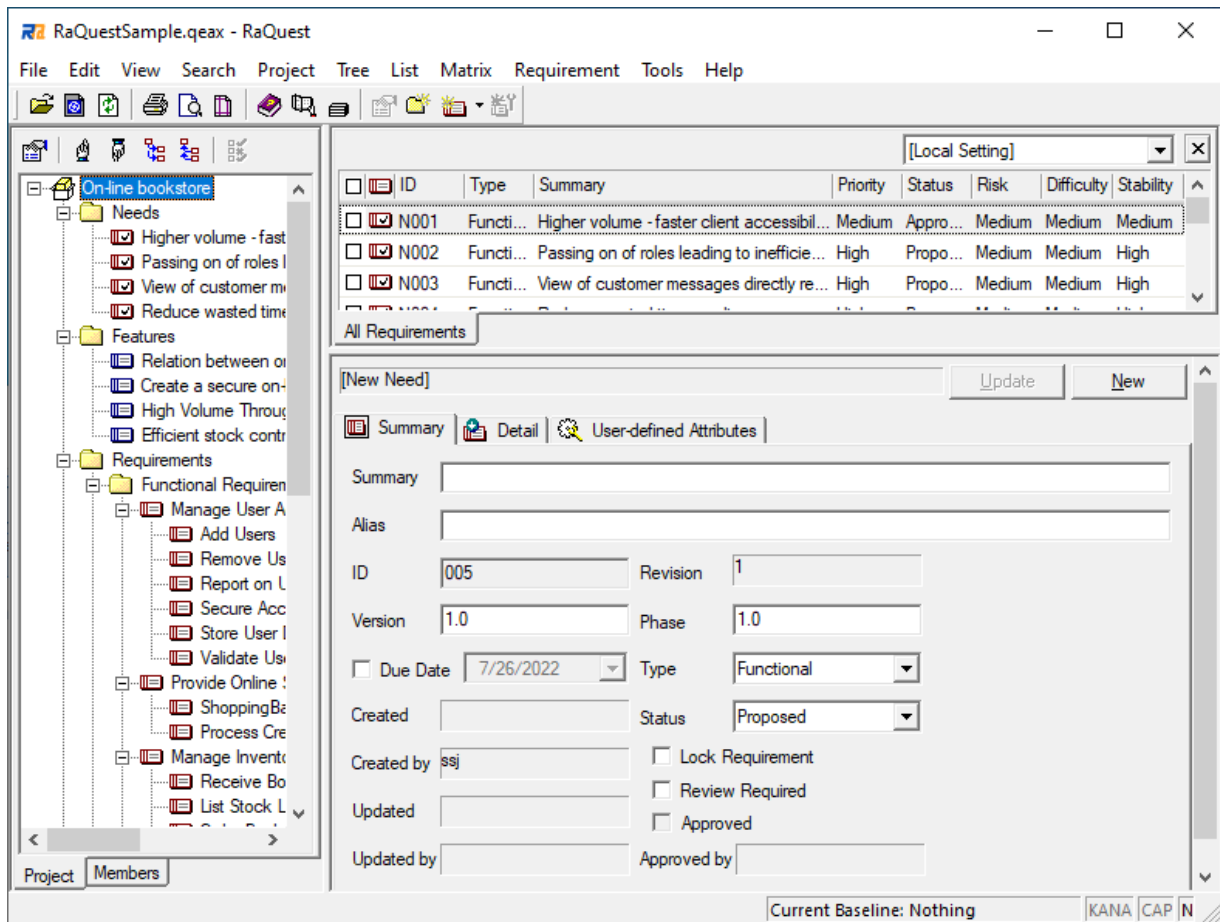 RaQuestSample.qeax - RaQuest
File Edit View Search Project Tree List Matrix Requirement Tools Help
On-line bookstore
Needs
Higher volume - fast
Passing on of roles l
View of customer m
Reduce wasted time
Features
Relation between o
Create a secure on-
High Volume Throug
Efficient stock contr
Requirements
Functional Requirem
Manage User A
Add Users
Remove Us
Report on U
Secure Acc
Store User
Validate Use
Provide Online S
ShoppingBa
Process Cre
Manage Invento
Receive Bo
List Stock L
Project Members
[Local Setting]
ID Type Summary Priority Status Risk Difficulty Stability
N001 Functi... Higher volume - faster client accessibil... Medium Appro... Medium Medium Medium
N002 Functi... Passing on of roles leading to inefficie... High Propo... Medium Medium High
N003 Functi... View of customer messages directly re... High Propo... Medium Medium High
All Requirements
[New Need] Update New
Summary Detail User-defined Attributes
Summary
Alias
ID 005 Revision 1
Version 1.0 Phase 1.0
Due Date 7/26/2022 Type Functional
Created Status Proposed
Created by ssj Lock Requirement
Review Required
Updated Approved
Updated by Approved by
Current Baseline: Nothing KANA CAP N